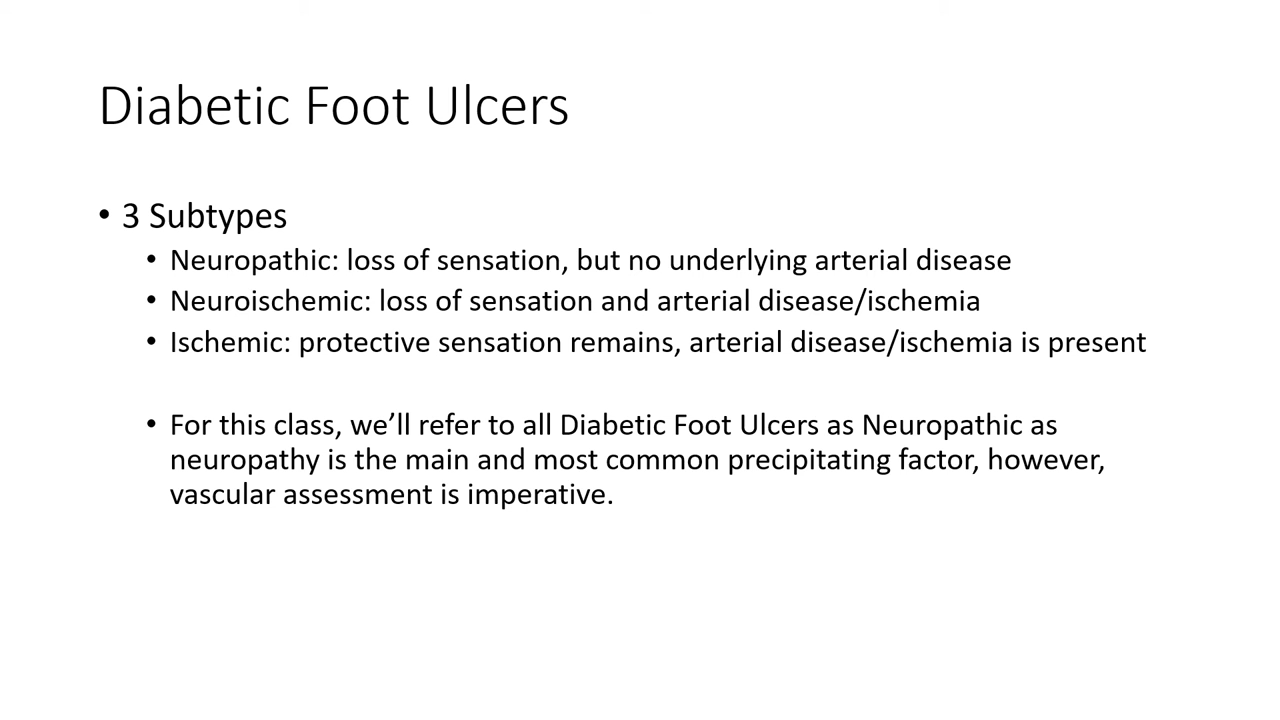 Diabetic Foot Ulcers
• 3 Subtypes
• Neuropathic: loss of sensation, but no underlying arterial disease
• Neuroischemic: loss of sensation and arterial disease/ischemia
• Ischemic: protective sensation remains, arterial disease/ischemia is present
• For this class, we’ll refer to all Diabetic Foot Ulcers as Neuropathic as
neuropathy is the main and most common precipitating factor, however,
vascular assessment is imperative.